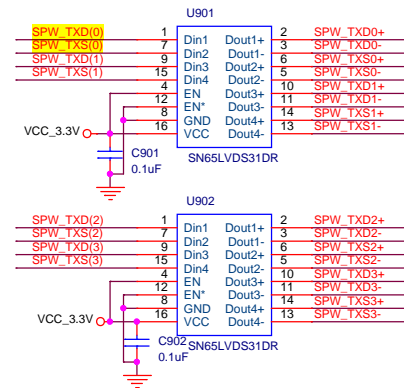 U901
SPW_TXD(0) 1 Din1 Dout1+ 2 SPW_TXD0+
SPW_TXS(0) 7 Din2 Dout1- 3 SPW_TXD0-
SPW_TXD(1) 9 Din3 Dout2+ 6 SPW_TXS0+
SPW_TXS(1) 15 Din4 Dout2- 5 SPW_TXS0-
4 EN Dout3+ 10 SPW_TXD1+
12 EN* Dout3- 11 SPW_TXD1-
8 GND Dout4+ 14 SPW_TXS1+
VCC_3.3V 16 VCC Dout4- 13 SPW_TXS1-
C901 SN65LVDS31DR
0.1uF
U902
SPW_TXD(2) 1 Din1 Dout1+ 2 SPW_TXD2+
SPW_TXS(2) 7 Din2 Dout1- 3 SPW_TXD2-
SPW_TXD(3) 9 Din3 Dout2+ 6 SPW_TXS2+
SPW_TXS(3) 15 Din4 Dout2- 5 SPW_TXS2-
4 EN Dout3+ 10 SPW_TXD3+
12 EN* Dout3- 11 SPW_TXD3-
8 GND Dout4+ 14 SPW_TXS3+
VCC_3.3V 16 VCC Dout4- 13 SPW_TXS3-
C902 SN65LVDS31DR
0.1uF